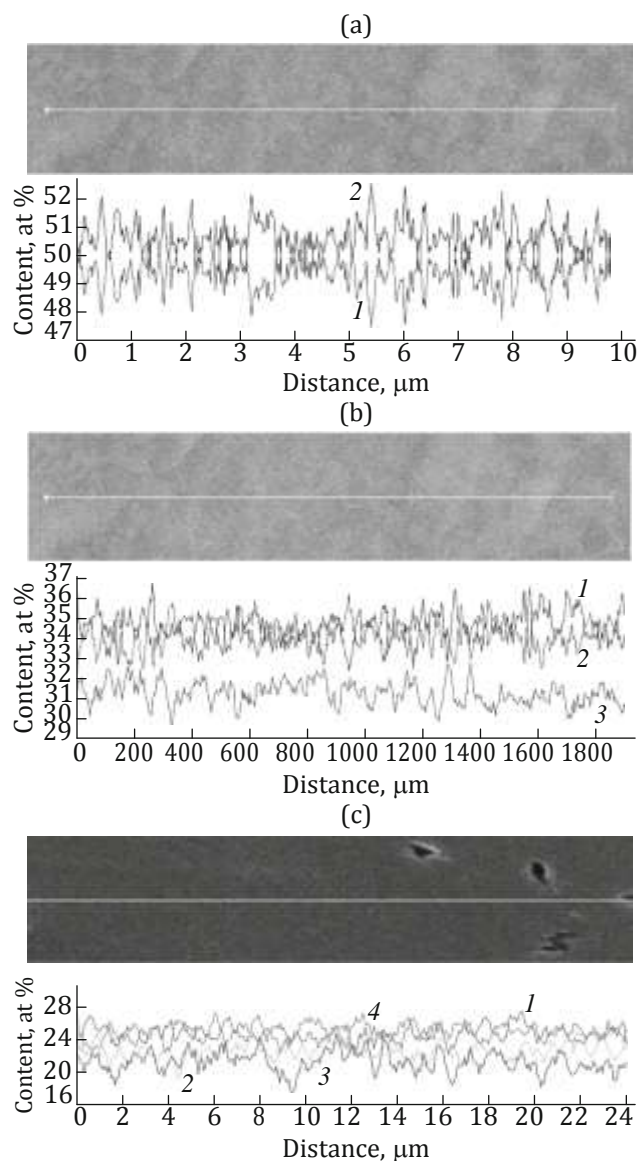 (a)
52
51
50
49
48
47
Content, at %
2
1
0 1 2 3 4 5 6 7 8 9 10
Distance, μm
(b)
37
36
35
34
33
32
31
30
29
Content, at %
1
2
3
0 200 400 600 800 1000 1200 1400 1600 1800
Distance, μm
(c)
28
24
20
16
Content, at %
4
1
2
3
0 2 4 6 8 10 12 14 16 18 20 22 24
Distance, μm